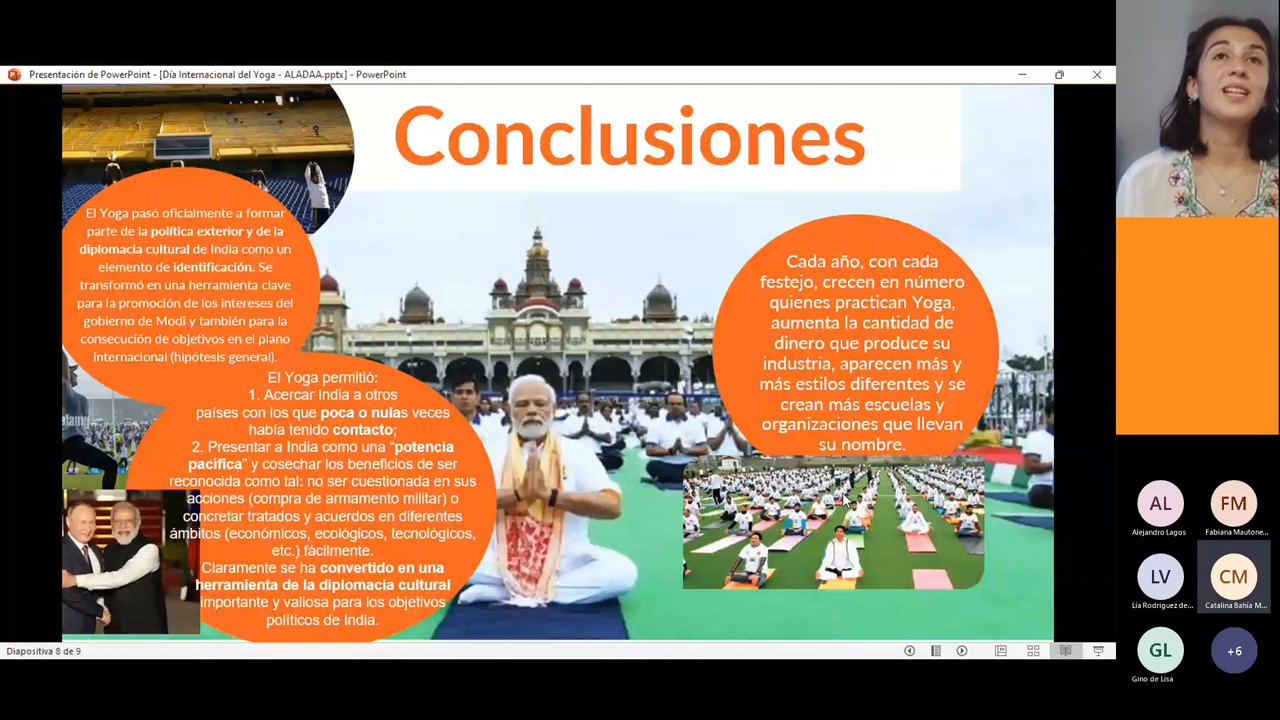 Presentación de PowerPoint - [Día Internacional del Yoga - ALADAA.pptx] - PowerPoint
Conclusiones
El Yoga pasó oficialmente a formar
parte de la política exterior y de la
diplomacia cultural de India como un
elemento de identificación. Se
transformó en una herramienta clave
para la promoción de los intereses del
gobierno de Modi y también para la
consecución de objetivos en el plano
internacional (hipótesis general).
El Yoga permitió:
1. Acercar India a otros
países con los que poca o nulas veces
había tenido contacto;
2. Presentar a India como una “potencia
pacífica” y cosechar los beneficios de ser
reconocida como tal: no ser cuestionada en sus
acciones (compra de armamento militar) o
concretar tratados y acuerdos en diferentes
ámbitos (económicos, ecológicos, tecnológicos,
etc.) fácilmente.
Claramente se ha convertido en una
herramienta de la diplomacia cultural
importante y valiosa para los objetivos
políticos de India.
Cada año, con cada
festejo, crecen en número
quienes practican Yoga,
aumenta la cantidad de
dinero que produce su
industria, aparecen más y
más estilos diferentes y se
crean más escuelas y
organizaciones que llevan
su nombre.
Diapositiva 8 de 9
AL
Alejandro Lagos
FM
Fabiana Mautone...
LV
Lía Rodriguez de...
CM
Catalina Bahía M...
GL
Gino de Lisa
+6